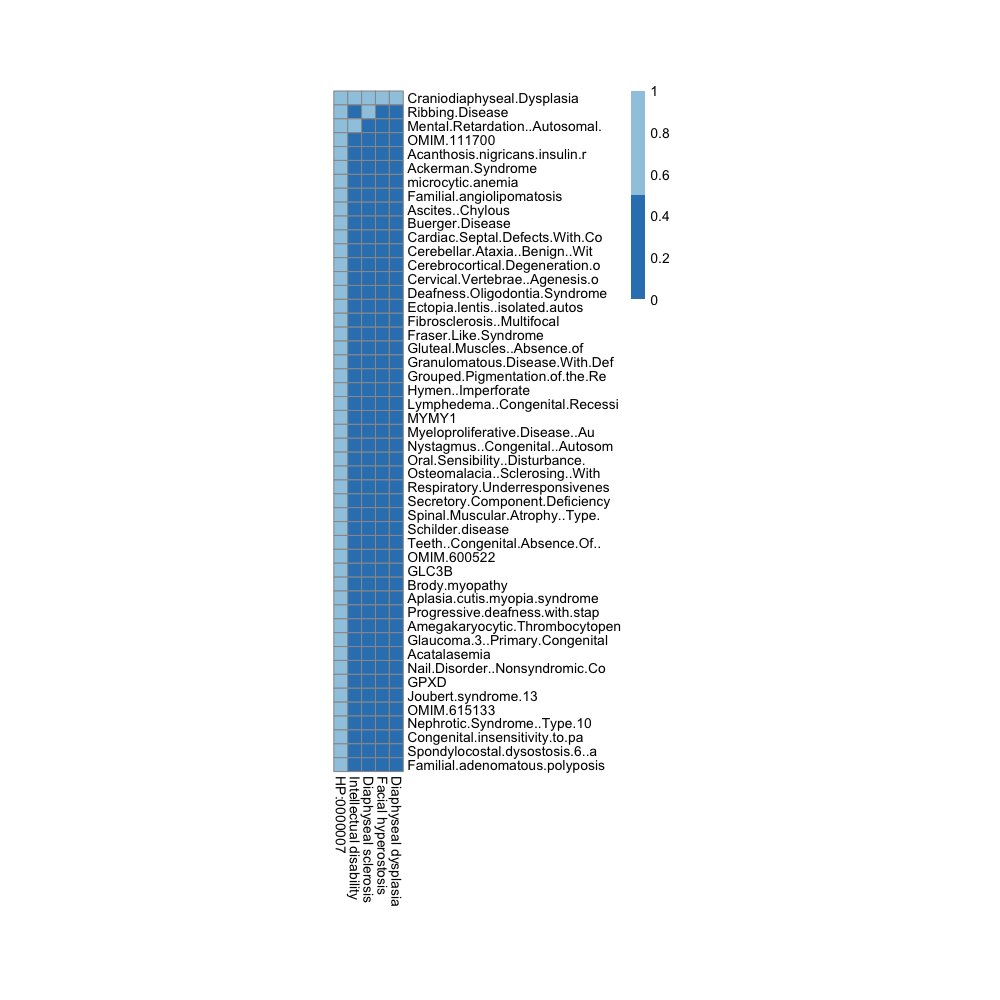 Craniodiaphyseal.Dysplasia
Ribbing.Disease
Mental.Retardation..Autosomal.
OMIM.111700
Acanthosis.nigricans.insulin.r
Ackerman.Syndrome
microcytic.anemia
Familial.angiolipomatosis
Ascites..Chylous
Buerger.Disease
Cardiac.Septal.Defects.With.Co
Cerebellar.Ataxia..Benign..Wit
Cerebrocortical.Degeneration.o
Cervical.Vertebrae..Agenesis.o
Deafness.Oligodontia.Syndrome
Ectopia.lentis..isolated.autos
Fibrosclerosis..Multifocal
Fraser.Like.Syndrome
Gluteal.Muscles..Absence.of
Granulomatous.Disease.With.Def
Grouped.Pigmentation.of.the.Re
Hymen..Imperforate
Lymphedema..Congenital.Recessi
MYMY1
Myeloproliferative.Disease..Au
Nystagmus..Congenital..Autosom
Oral.Sensibility..Disturbance.
Osteomalacia..Sclerosing..With
Respiratory.Underresponsivenes
Secretory.Component.Deficiency
Spinal.Muscular.Atrophy..Type.
Schilder.disease
Teeth..Congenital.Absence.Of..
OMIM.600522
GLC3B
Brody.myopathy
Aplasia.cutis.myopia.syndrome
Progressive.deafness.with.stap
Amegakaryocytic.Thrombocytopen
Glaucoma.3..Primary.Congenital
Acatalasemia
Nail.Disorder..Nonsyndromic.Co
GPXD
Joubert.syndrome.13
OMIM.615133
Nephrotic.Syndrome..Type.10
Congenital.insensitivity.to.pa
Spondylocostal.dysostosis.6..a
Familial.adenomatous.polyposis
HP:0000007
Intellectual disability
Diaphyseal sclerosis
Facial hyperostosis
Diaphyseal dysplasia
1
0.8
0.6
0.4
0.2
0